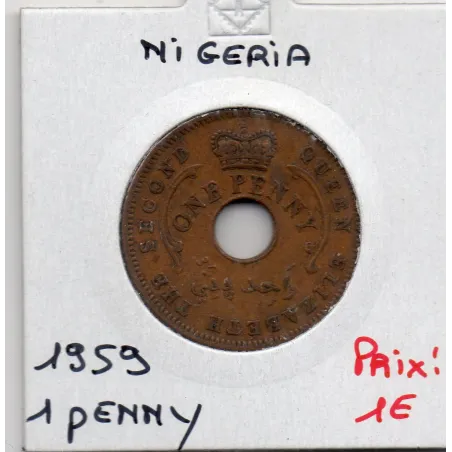 NiGERiA
QUEEN ELIZABETH THE SECOND
ONE PENNY
1959
1 PENNY
PRix:
1E